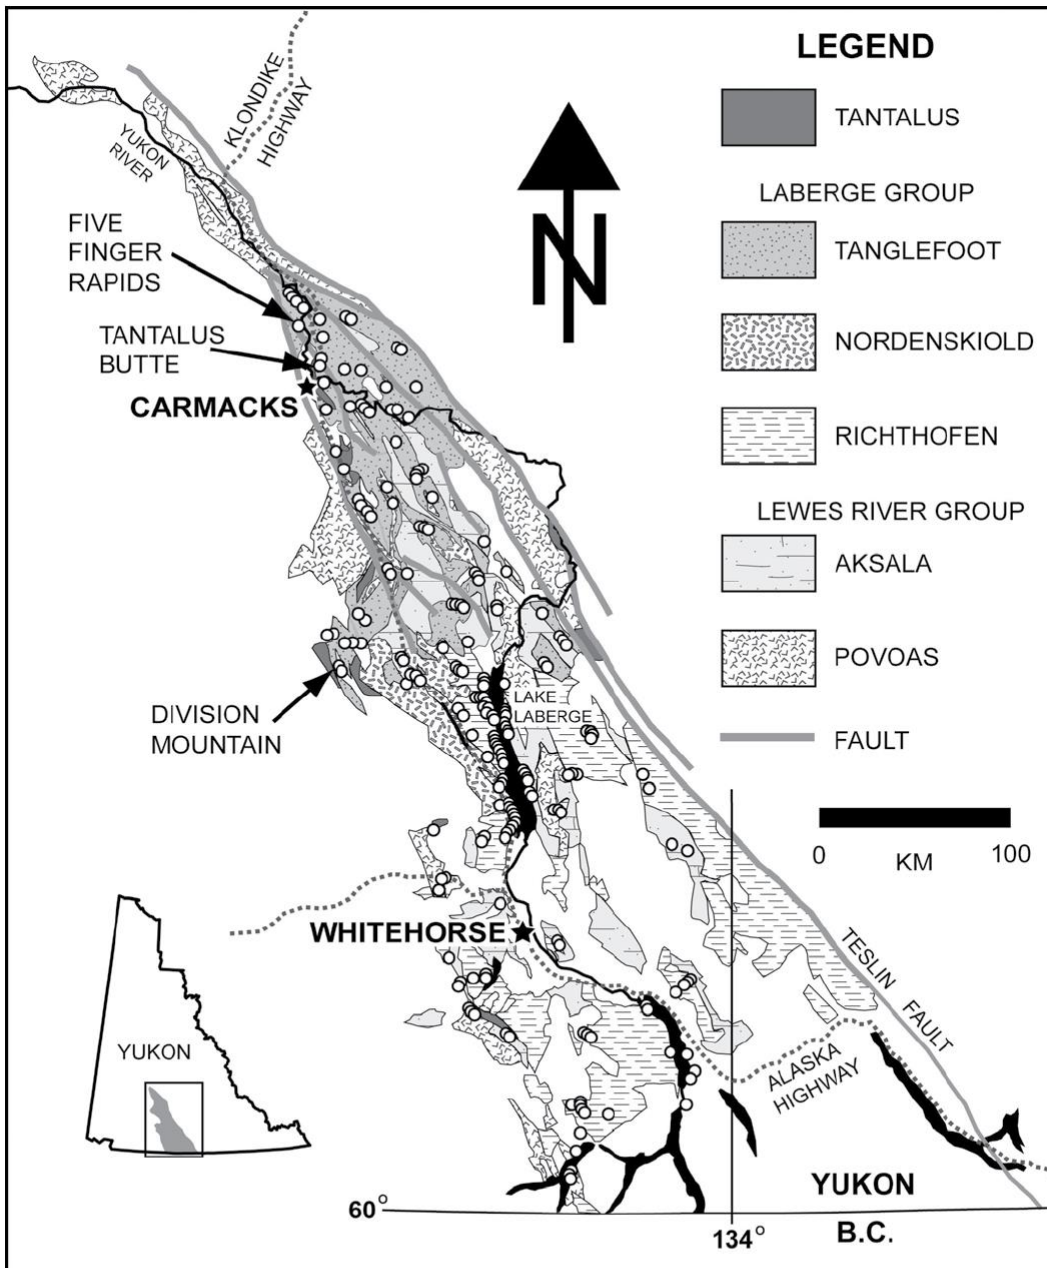 LEGEND
TANTALUS
LABERGE GROUP
TANGLEFOOT
NORDENSKIOLD
RICHTHOFEN
LEWES RIVER GROUP
AKSALA
POVOAS
FAULT
0
KM
100
N
KLONDIKE
HIGHWAY
YUKON
RIVER
FIVE
FINGER
RAPIDS
TANTALUS
BUTTE
CARMACKS
DIVISION
MOUNTAIN
LAKE
LABERGE
WHITEHORSE
TESLIN FAULT
ALASKA
HIGHWAY
YUKON
YUKON
B.C.
60°
134°